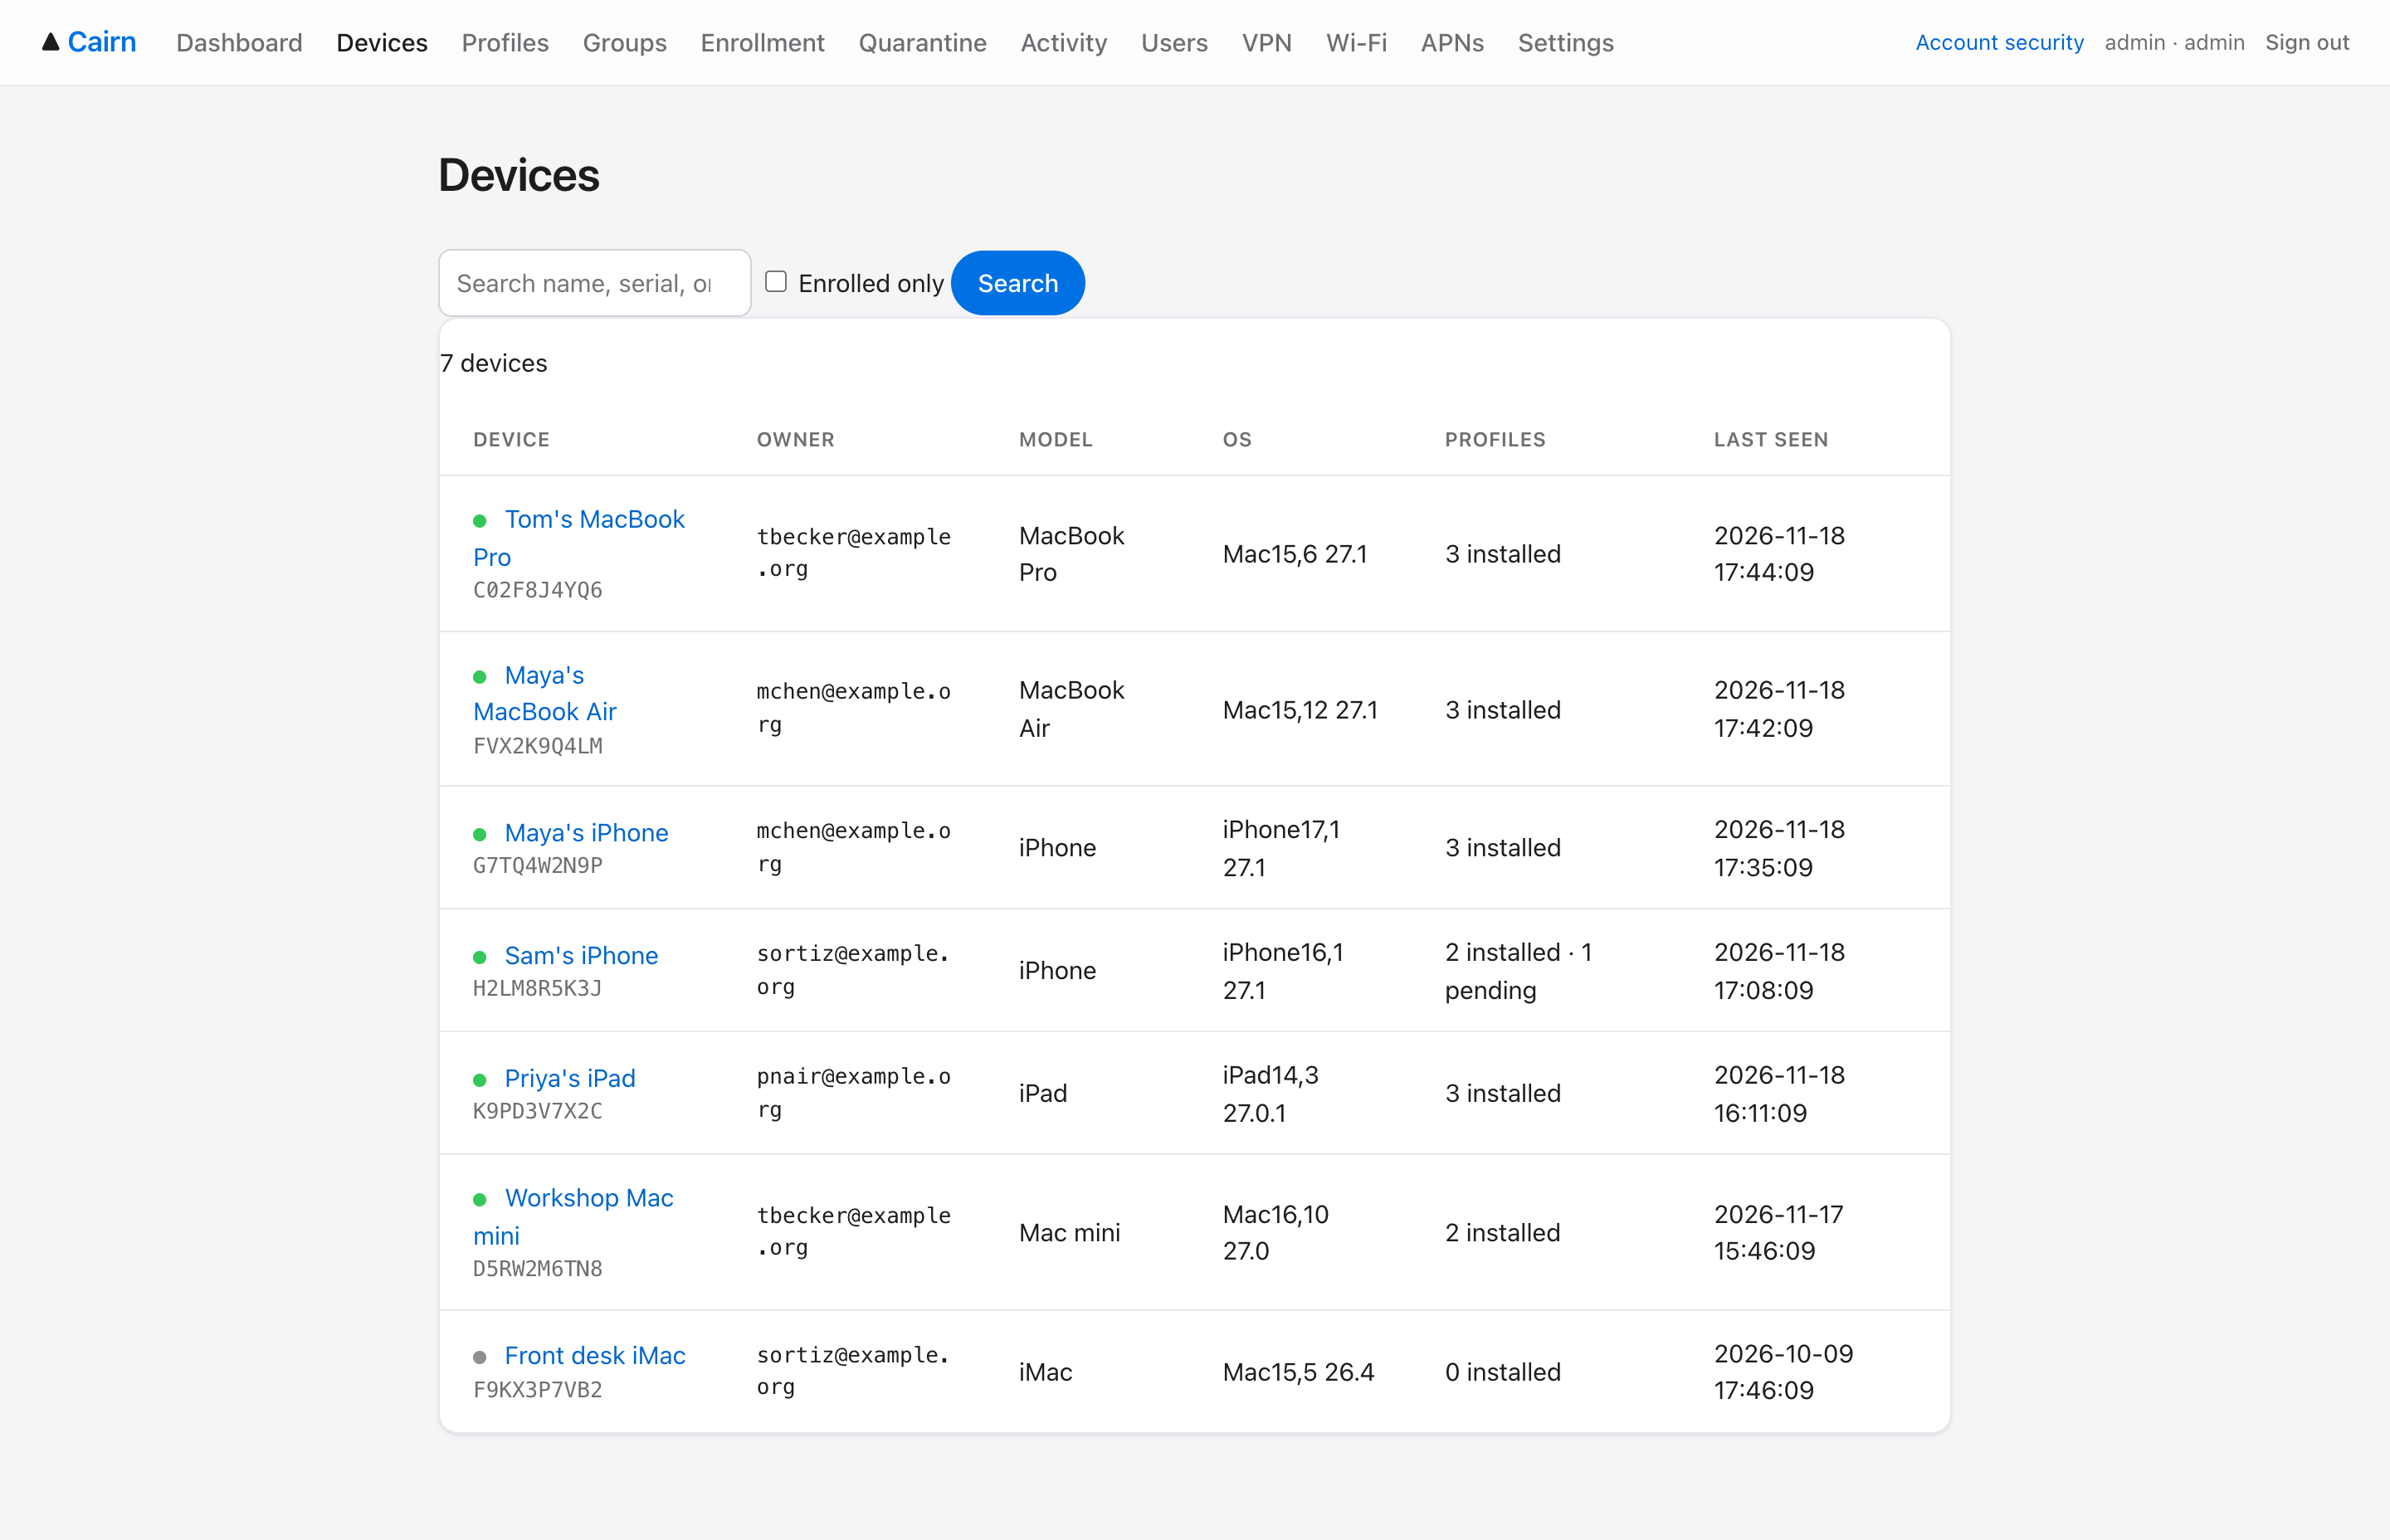 Cairn Dashboard Devices Profiles Groups Enrollment Quarantine Activity Users VPN Wi-Fi APNs Settings Account security admin · admin Sign out
Devices
Search name, serial, or Enrolled only Search
7 devices
DEVICE OWNER MODEL OS PROFILES LAST SEEN
Tom's MacBook
Pro
C02F8J4YQ6
tbecker@example
.org
MacBook
Pro
Mac15,6 27.1
3 installed
2026-11-18
17:44:09
Maya's
MacBook Air
FVX2K9Q4LM
mchen@example.o
rg
MacBook
Air
Mac15,12 27.1
3 installed
2026-11-18
17:42:09
Maya's iPhone
G7TQ4W2N9P
mchen@example.o
rg
iPhone
iPhone17,1
27.1
3 installed
2026-11-18
17:35:09
Sam's iPhone
H2LM8R5K3J
sortiz@example.
org
iPhone
iPhone16,1
27.1
2 installed · 1
pending
2026-11-18
17:08:09
Priya's iPad
K9PD3V7X2C
pnair@example.o
rg
iPad
iPad14,3
27.0.1
3 installed
2026-11-18
16:11:09
Workshop Mac
mini
D5RW2M6TN8
tbecker@example
.org
Mac mini
Mac16,10
27.0
2 installed
2026-11-17
15:46:09
Front desk iMac
F9KX3P7VB2
sortiz@example.
org
iMac
Mac15,5 26.4
0 installed
2026-10-09
17:46:09